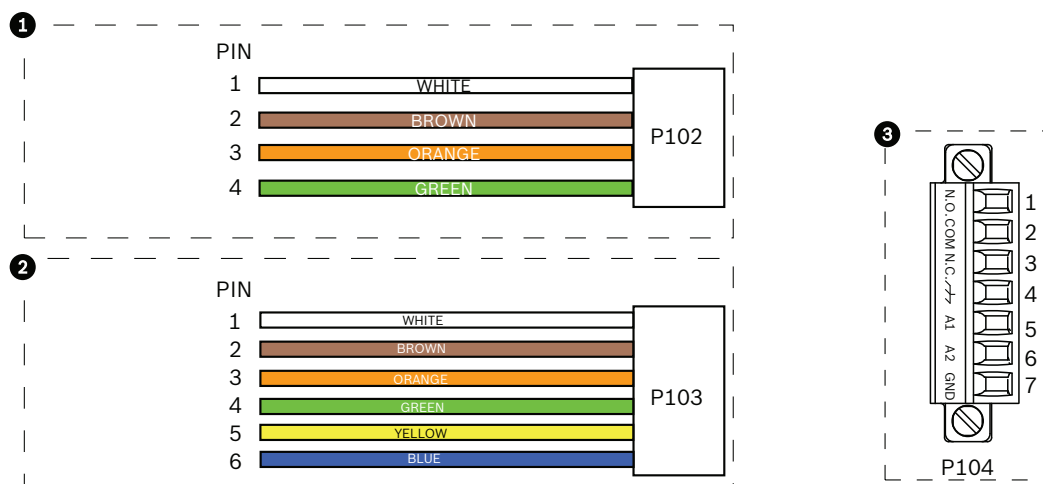 1
PIN
1 WHITE
2 BROWN
3 ORANGE
4 GREEN
P102
2
PIN
1 WHITE
2 BROWN
3 ORANGE
4 GREEN
5 YELLOW
6 BLUE
P103
3
N.O. 1
COM 2
N.C. 3
4
A1 5
A2 6
GND 7
P104